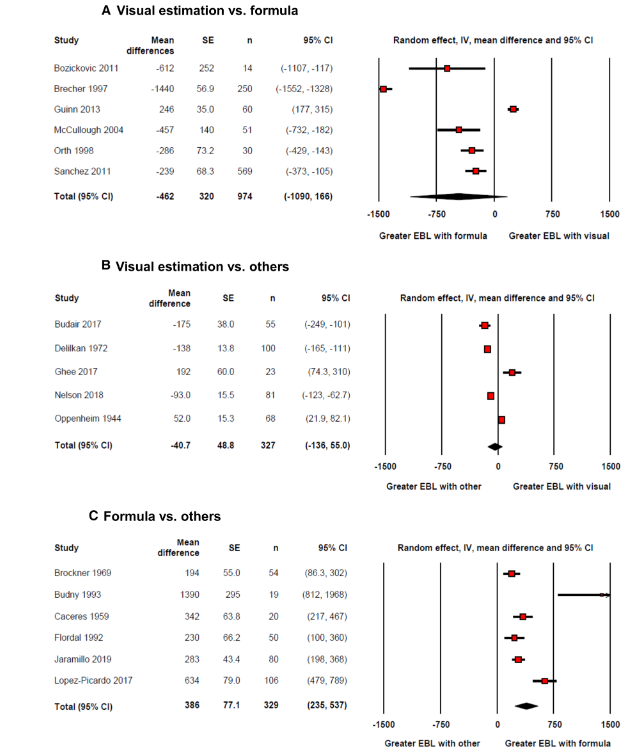 A Visual estimation vs. formula
Study Mean differences SE n 95% CI Random effect, IV, mean difference and 95% CI
Bozickovic 2011 -612 252 14 (-1107, -117)
Brecher 1997 -1440 56.9 250 (-1552, -1328)
Guinn 2013 246 35.0 60 (177, 315)
McCullough 2004 -457 140 51 (-732, -182)
Orth 1998 -286 73.2 30 (-429, -143)
Sanchez 2011 -239 68.3 569 (-373, -105)
Total (95% CI) -462 320 974 (-1090, 166)
-1500 -750 0 750 1500
Greater EBL with formula Greater EBL with visual
B Visual estimation vs. others
Study Mean difference SE n 95% CI Random effect, IV, mean difference and 95% CI
Budair 2017 -175 38.0 55 (-249, -101)
Delilkan 1972 -138 13.8 100 (-165, -111)
Ghee 2017 192 60.0 23 (74.3, 310)
Nelson 2018 -93.0 15.5 81 (-123, -62.7)
Oppenheim 1944 52.0 15.3 68 (21.9, 82.1)
Total (95% CI) -40.7 48.8 327 (-136, 55.0)
-1500 -750 0 750 1500
Greater EBL with other Greater EBL with visual
C Formula vs. others
Study Mean difference SE n 95% CI Random effect, IV, mean difference and 95% CI
Brockner 1969 194 55.0 54 (86.3, 302)
Budny 1993 1390 295 19 (812, 1968)
Caceres 1959 342 63.8 20 (217, 467)
Flordal 1992 230 66.2 50 (100, 360)
Jaramillo 2019 283 43.4 80 (198, 368)
Lopez-Picardo 2017 634 79.0 106 (479, 789)
Total (95% CI) 386 77.1 329 (235, 537)
-1500 -750 0 750 1500
Greater EBL with other Greater EBL with formula